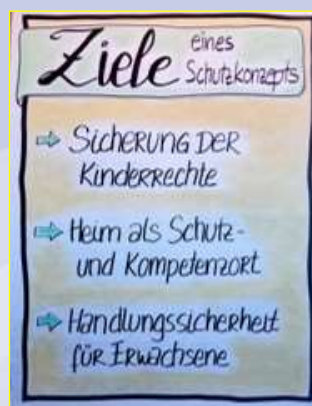 Ziele eines
Schutzkonzepts
Sicherung der
Kinderrechte
Heim als Schutz-
und Kompetenzort
Handlungssicherheit
für Erwachsene